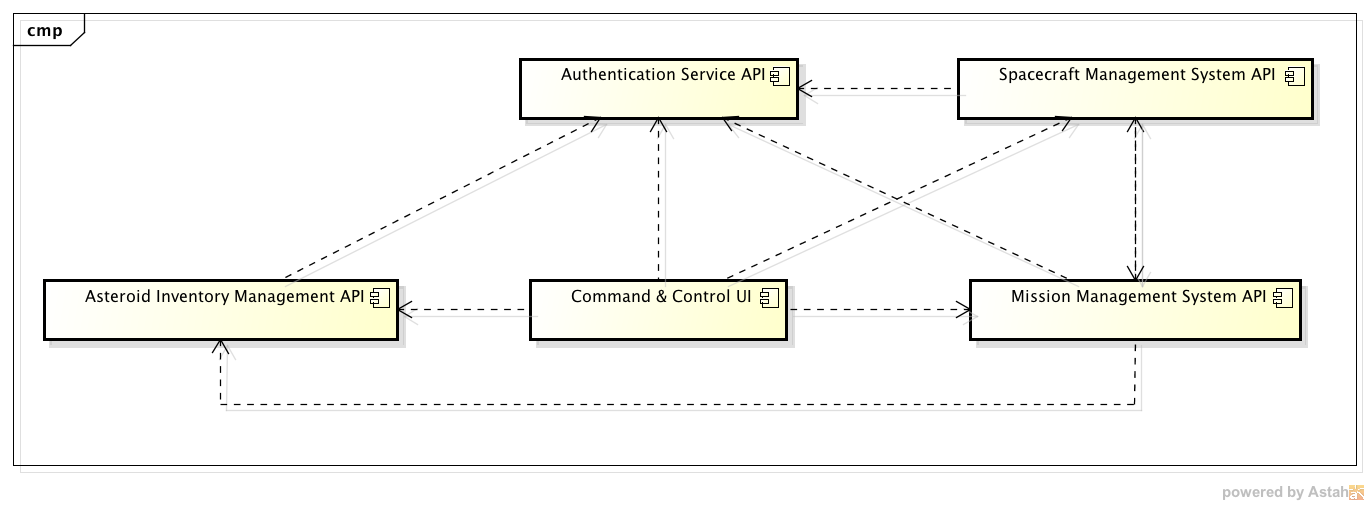 cmp
Authentication Service API
Spacecraft Management System API
Asteroid Inventory Management API
Command & Control UI
Mission Management System API
powered by Astah